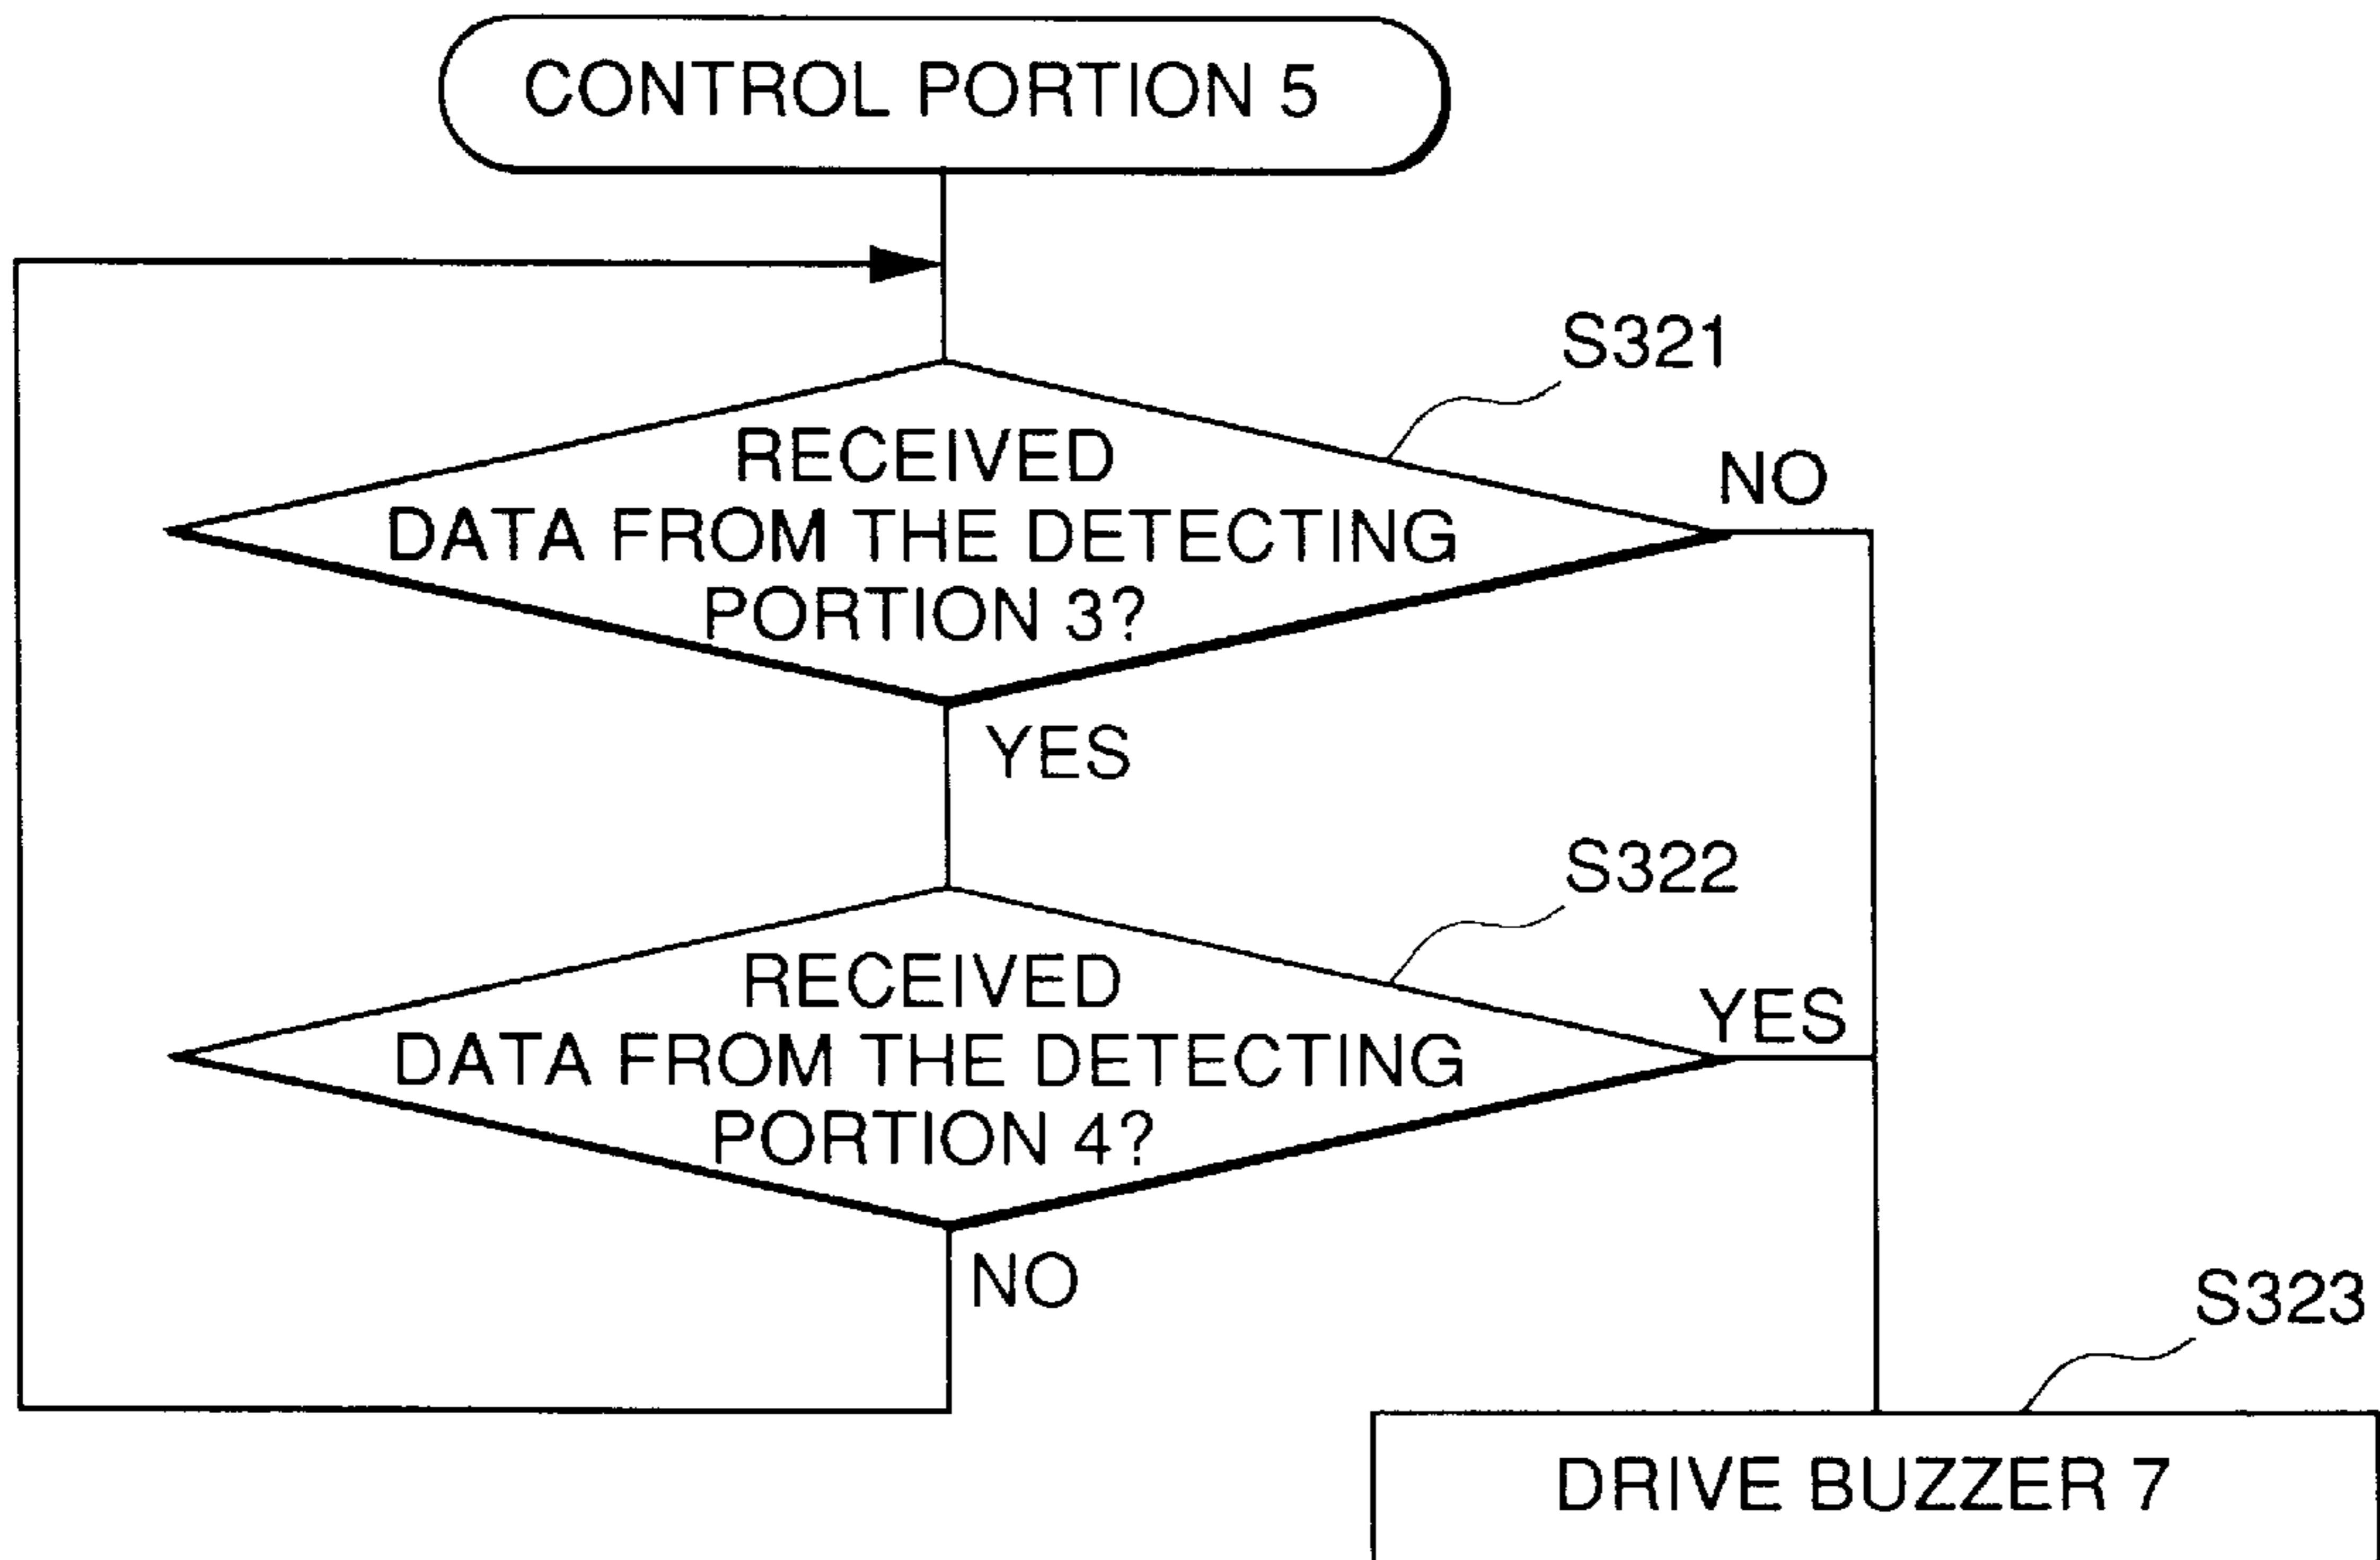 CONTROL PORTION 5
S321
RECEIVED
DATA FROM THE DETECTING
PORTION 3?
NO
YES
S322
RECEIVED
DATA FROM THE DETECTING
PORTION 4?
YES
NO
S323
DRIVE BUZZER 7